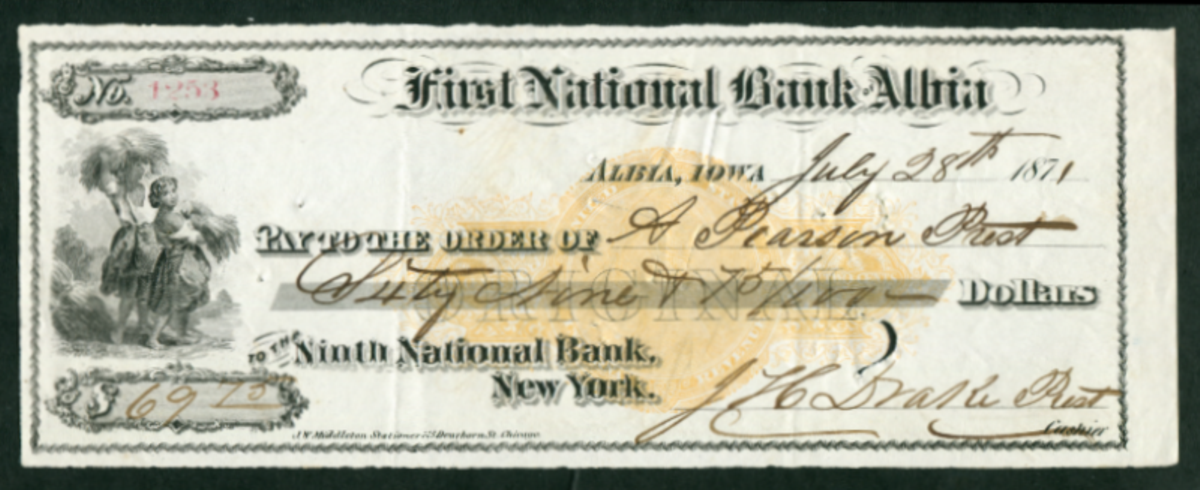 No. 1253
First National Bank of Albia
ALBIA, IOWA July 28th 1871
PAY TO THE ORDER OF A Pearson Prest
Sixty Nine & 75/100 Dollars
ORIGINAL
TO THE Ninth National Bank,
New York.
J H Drake Prest
$ 69 75
Cashier
J.W. Middleton Stationer Dearborn St. Chicago